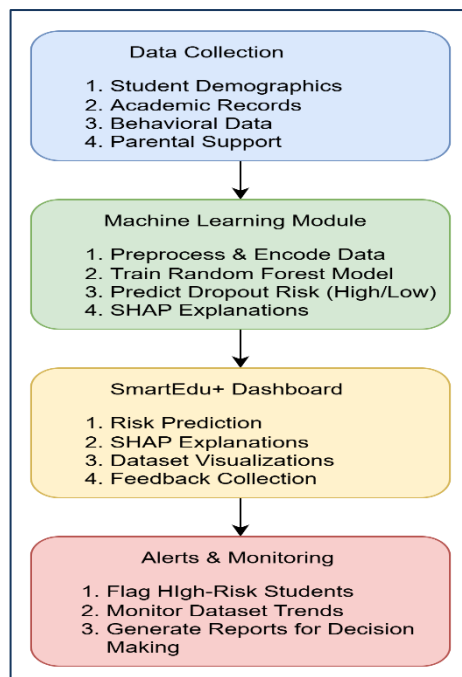 Data Collection
1. Student Demographics
2. Academic Records
3. Behavioral Data
4. Parental Support
Machine Learning Module
1. Preprocess & Encode Data
2. Train Random Forest Model
3. Predict Dropout Risk (High/Low)
4. SHAP Explanations
SmartEdu+ Dashboard
1. Risk Prediction
2. SHAP Explanations
3. Dataset Visualizations
4. Feedback Collection
Alerts & Monitoring
1. Flag HIgh-Risk Students
2. Monitor Dataset Trends
3. Generate Reports for Decision
Making